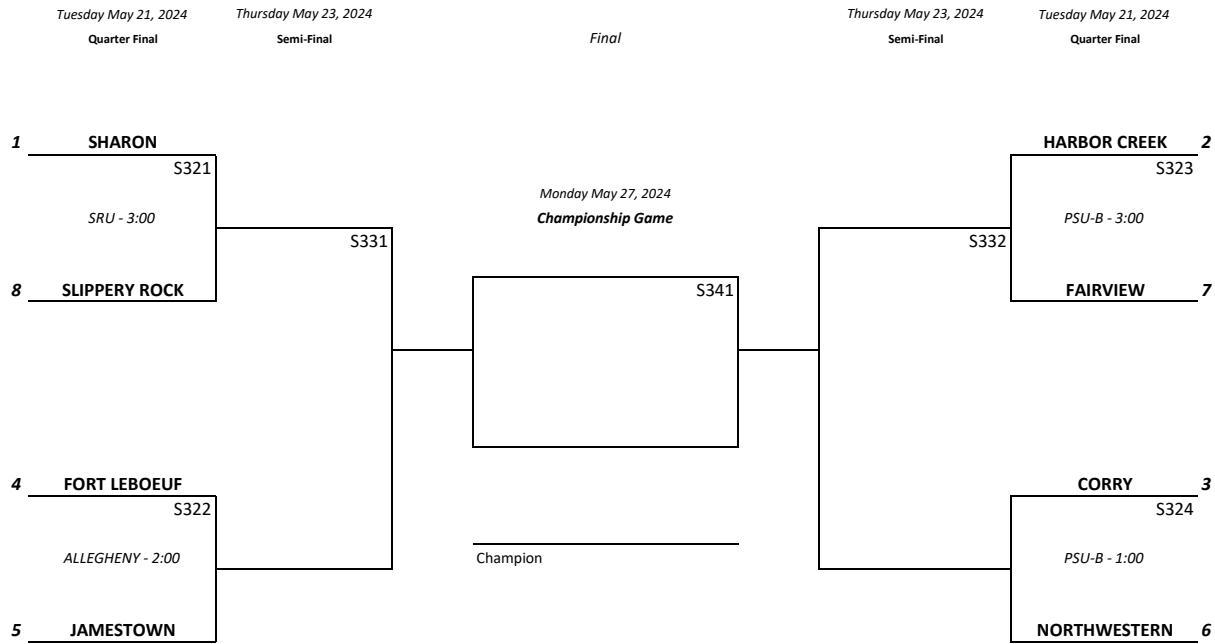 Tuesday May 21, 2024 Thursday May 23, 2024 Thursday May 23, 2024 Tuesday May 21, 2024
Quarter Final Semi-Final Final Semi-Final Quarter Final
1 SHARON HARBOR CREEK 2
S321 S323
Monday May 27, 2024
SRU - 3:00 Championship Game PSU-B - 3:00
S331 S332
8 SLIPPERY ROCK S341 FAIRVIEW 7
4 FORT LEBOEUF CORRY 3
S322 S324
ALLEGHENY - 2:00 Champion PSU-B - 1:00
5 JAMESTOWN NORTHWESTERN 6